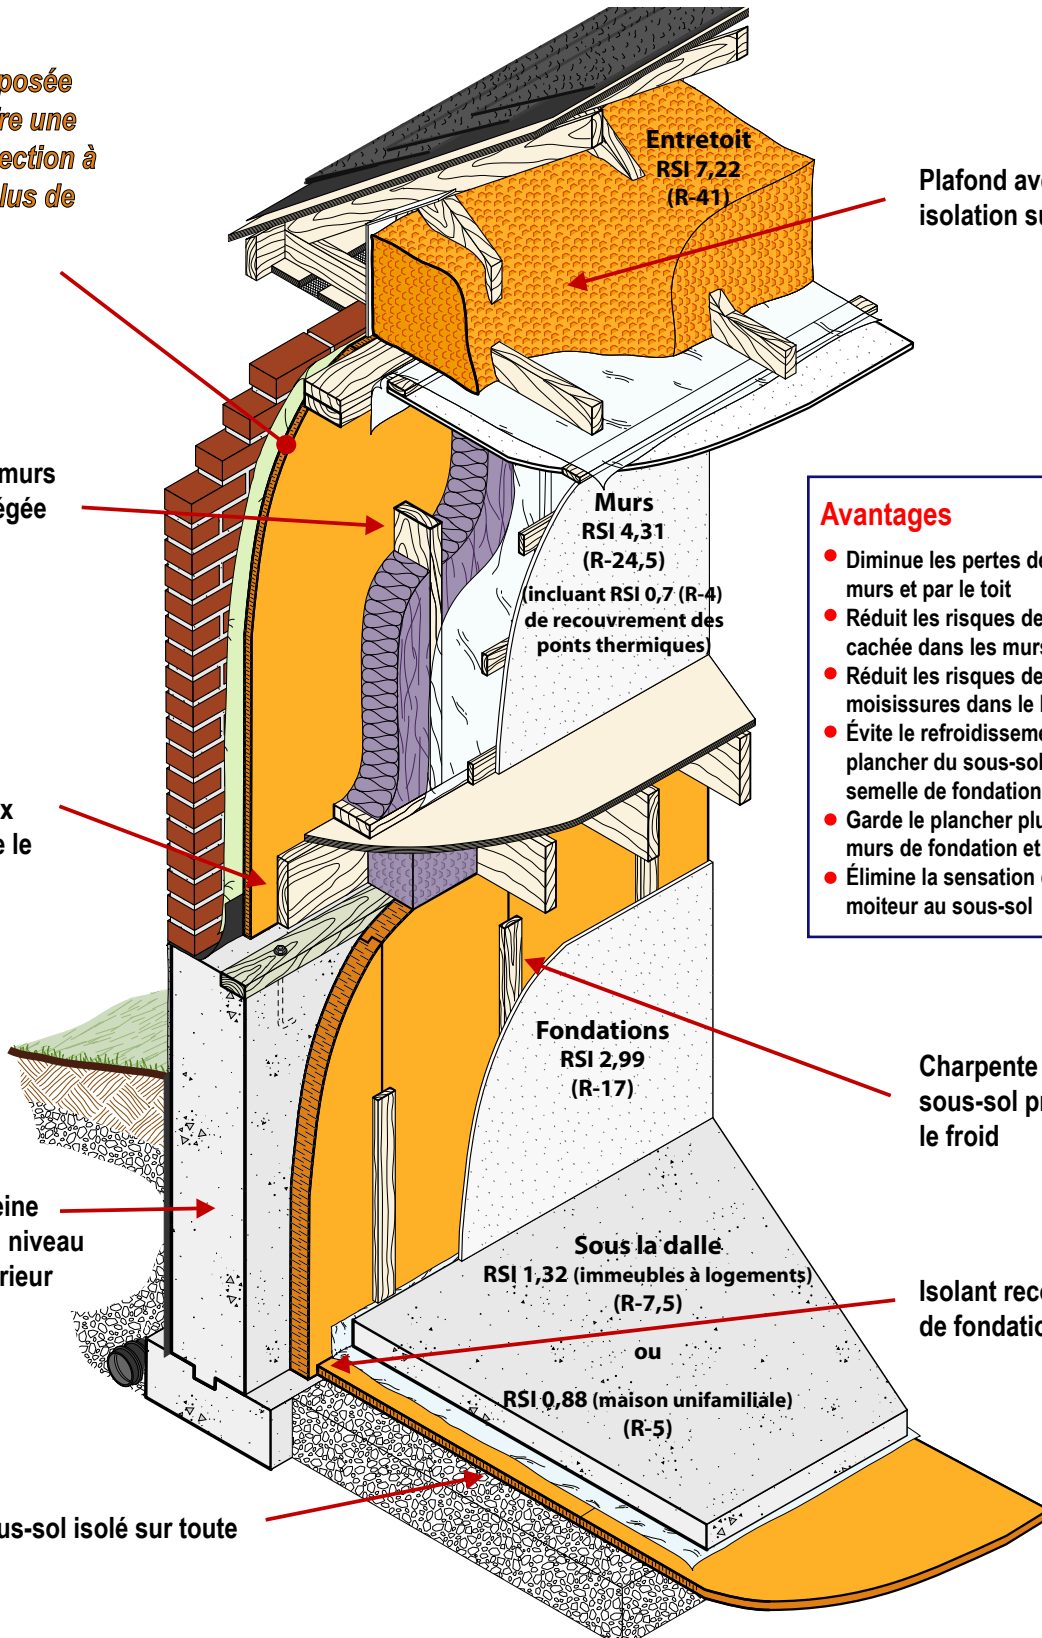 posée
re une
ection à
lus de
Entretoit
RSI 7,22
(R-41)
Plafond av
isolation su
murs
égée
Murs
RSI 4,31
(R-24,5)
(incluant RSI 0,7 (R-4)
de recouvrement des
ponts thermiques)
Avantages
• Diminue les pertes de
murs et par le toit
• Réduit les risques de
cachée dans les murs
• Réduit les risques de
moisissures dans le
• Évite le refroidisseme
plancher du sous-sol
semelle de fondation
• Garde le plancher plu
murs de fondation et
• Élimine la sensation
moiteur au sous-sol
x
e le
Fondations
RSI 2,99
(R-17)
Charpente
sous-sol pr
le froid
eine
niveau
rieur
Sous la dalle
RSI 1,32 (immeubles à logements)
(R-7,5)
ou
RSI 0,88 (maison unifamiliale)
(R-5)
Isolant rec
de fondatio
us-sol isolé sur toute